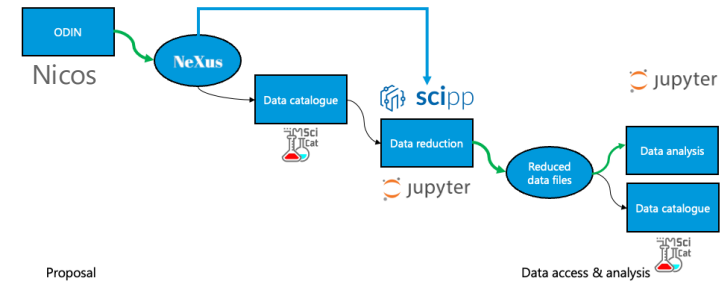 ODIN
Nicos
NeXus
Data catalogue
SciCat
scipp
Data reduction
jupyter
Reduced
data files
jupyter
Data analysis
Data catalogue
SciCat
Proposal
Data access & analysis